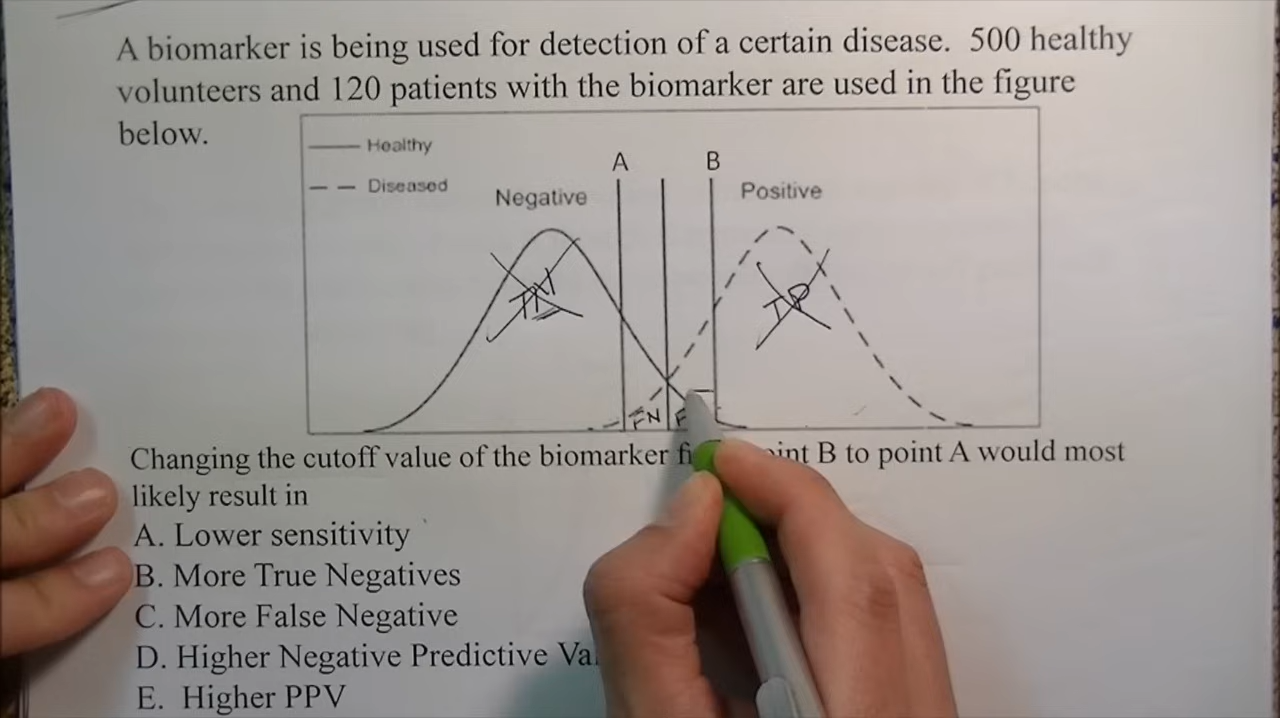 A biomarker is being used for detection of a certain disease. 500 healthy
volunteers and 120 patients with the biomarker are used in the figure
below.
Healthy
Diseased
Negative
A
B
Positive
TN
TP
FN
F
Changing the cutoff value of the biomarker point B to point A would most
likely result in
A. Lower sensitivity
B. More True Negatives
C. More False Negative
D. Higher Negative Predictive
E. Higher PPV